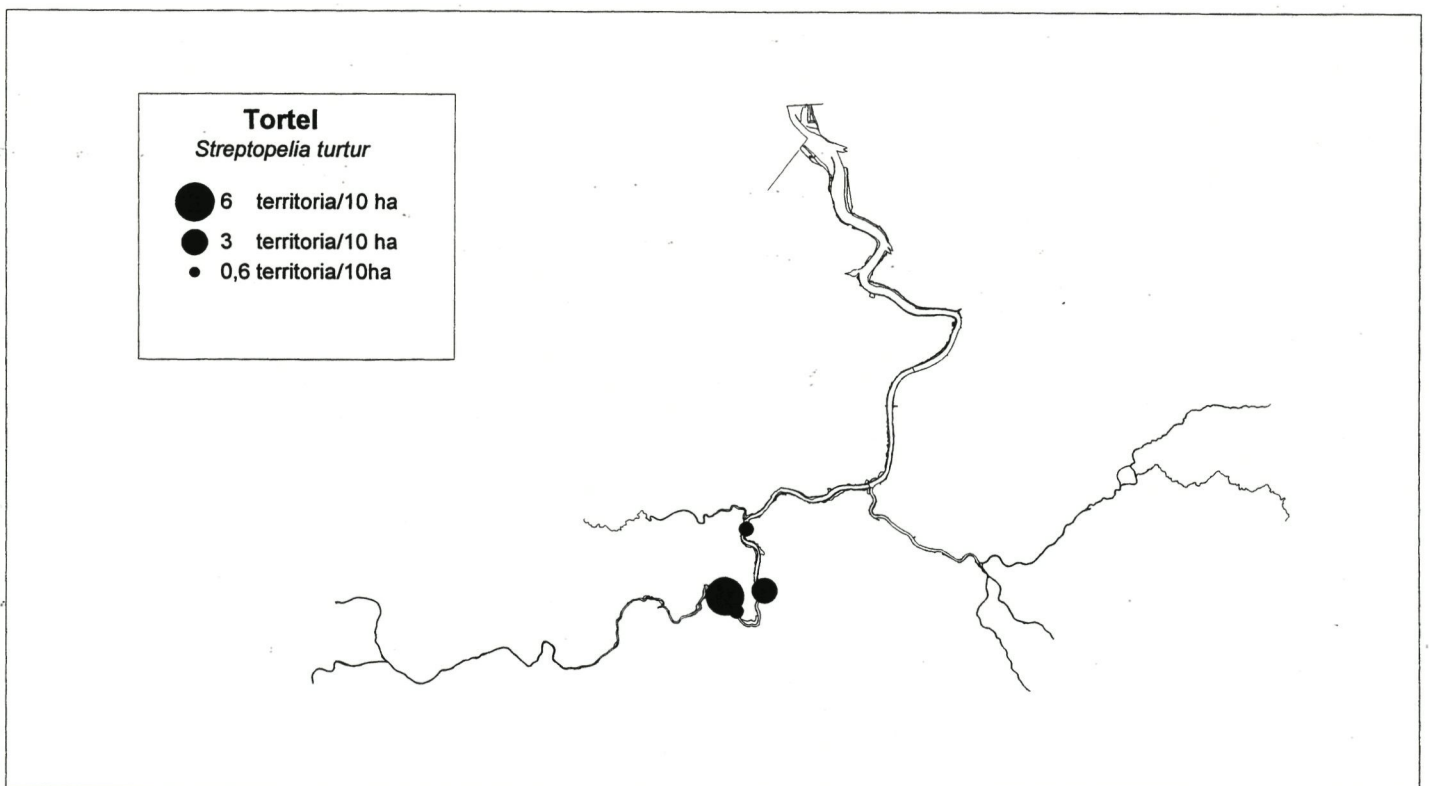 Tortel
Streptopelia turtur
6 territoria/10 ha
3 territoria/10 ha
0,6 territoria/10ha